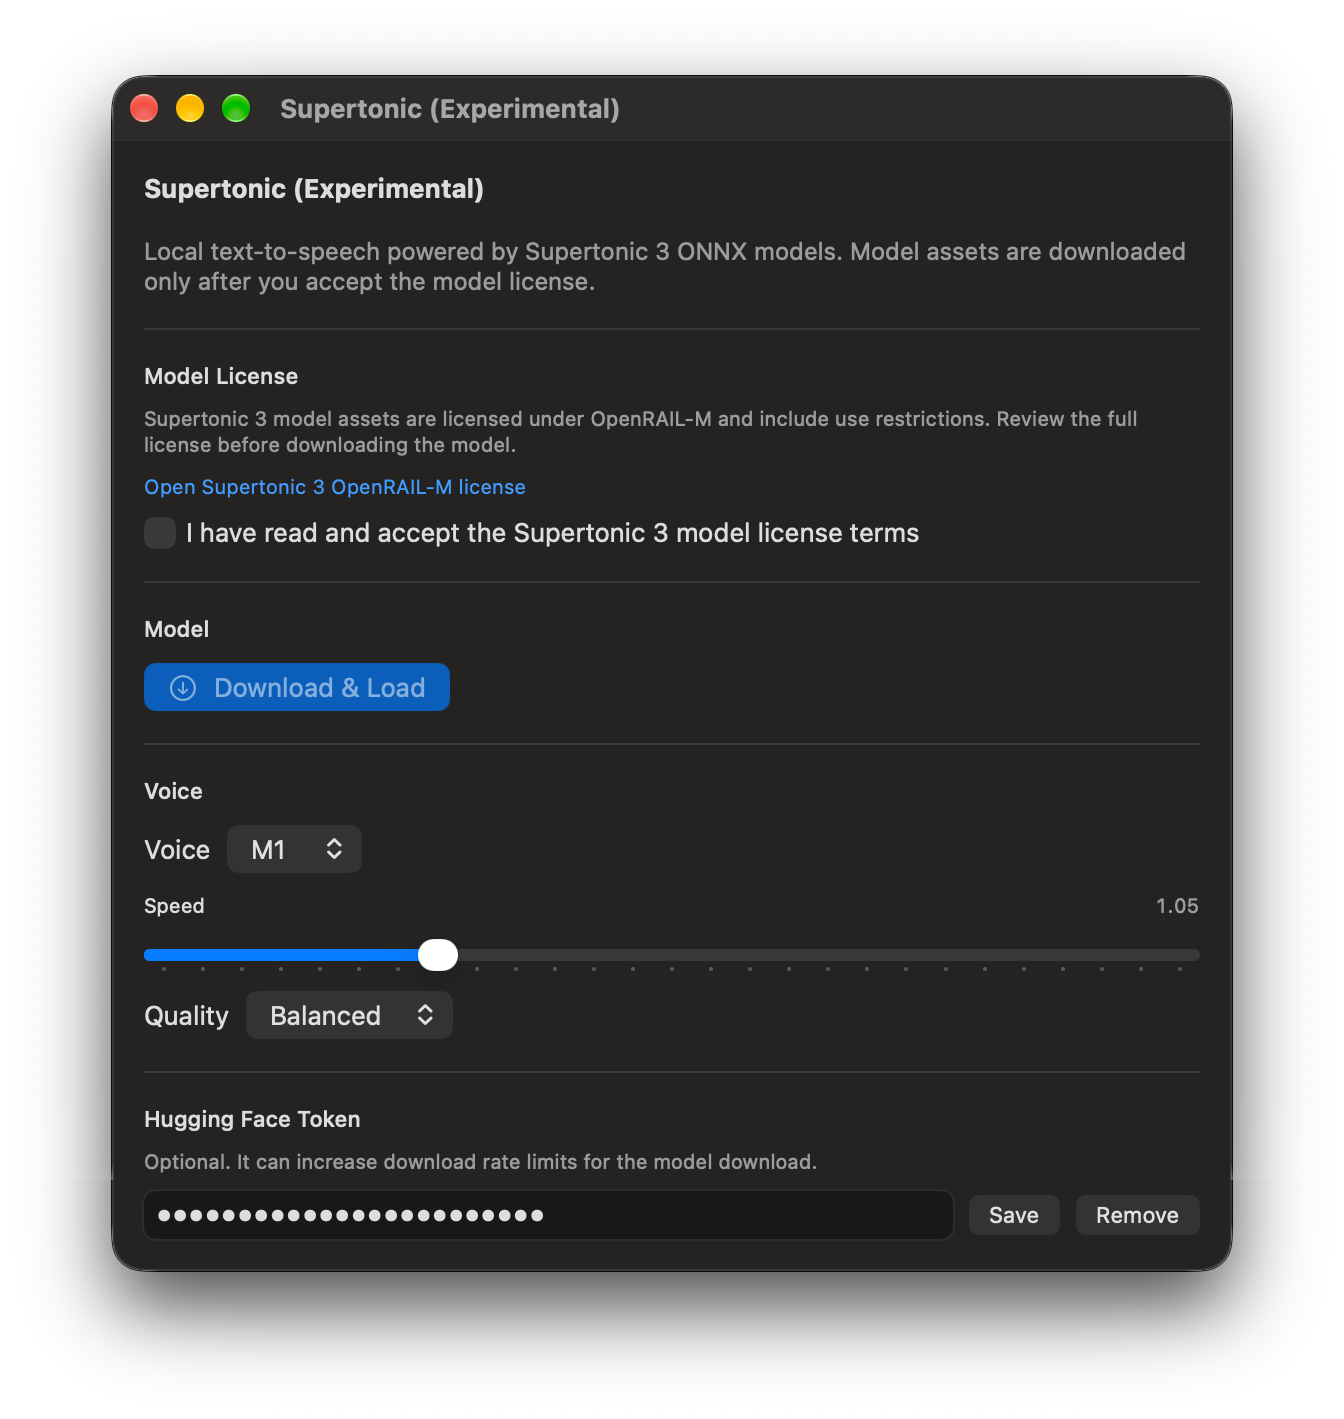 Supertonic (Experimental)
Supertonic (Experimental)
Local text-to-speech powered by Supertonic 3 ONNX models. Model assets are downloaded
only after you accept the model license.
Model License
Supertonic 3 model assets are licensed under OpenRAIL-M and include use restrictions. Review the full
license before downloading the model.
Open Supertonic 3 OpenRAIL-M license
I have read and accept the Supertonic 3 model license terms
Model
Download & Load
Voice
Voice M1
Speed 1.05
Quality Balanced
Hugging Face Token
Optional. It can increase download rate limits for the model download.
●●●●●●●●●●●●●●●●●●●●●●●● Save Remove